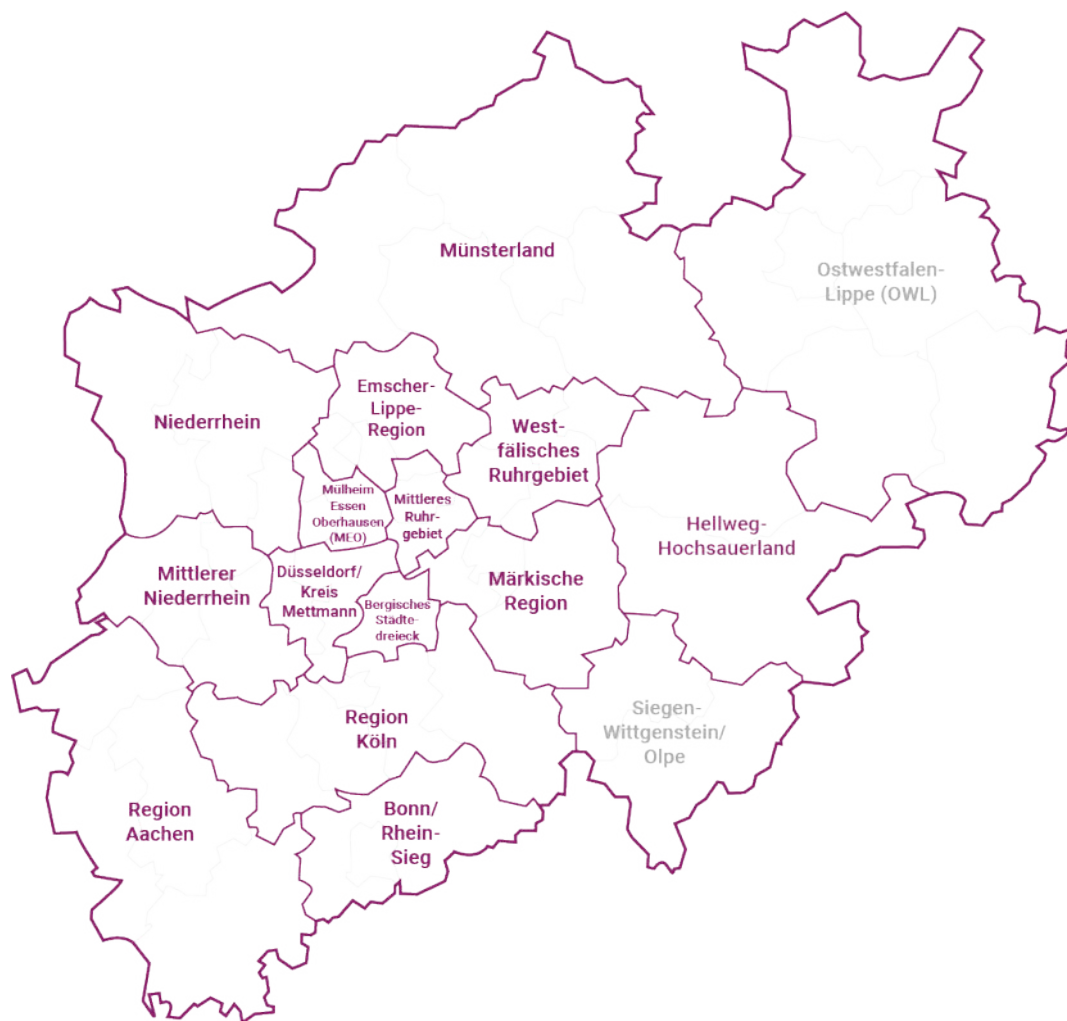 Münsterland
Ostwestfalen-
Lippe (OWL)
Emscher-
Lippe-
Region
Niederrhein
West-
fälisches
Ruhrgebiet
Mülheim
Essen
Oberhausen
(MEO)
Mittleres
Ruhr-
gebiet
Hellweg-
Hochsauerland
Mittlerer
Niederrhein
Düsseldorf/
Kreis
Mettmann
Märkische
Region
Bergisches
Städte-
dreieck
Region
Köln
Siegen-
Wittgenstein/
Olpe
Region
Aachen
Bonn/
Rhein-
Sieg